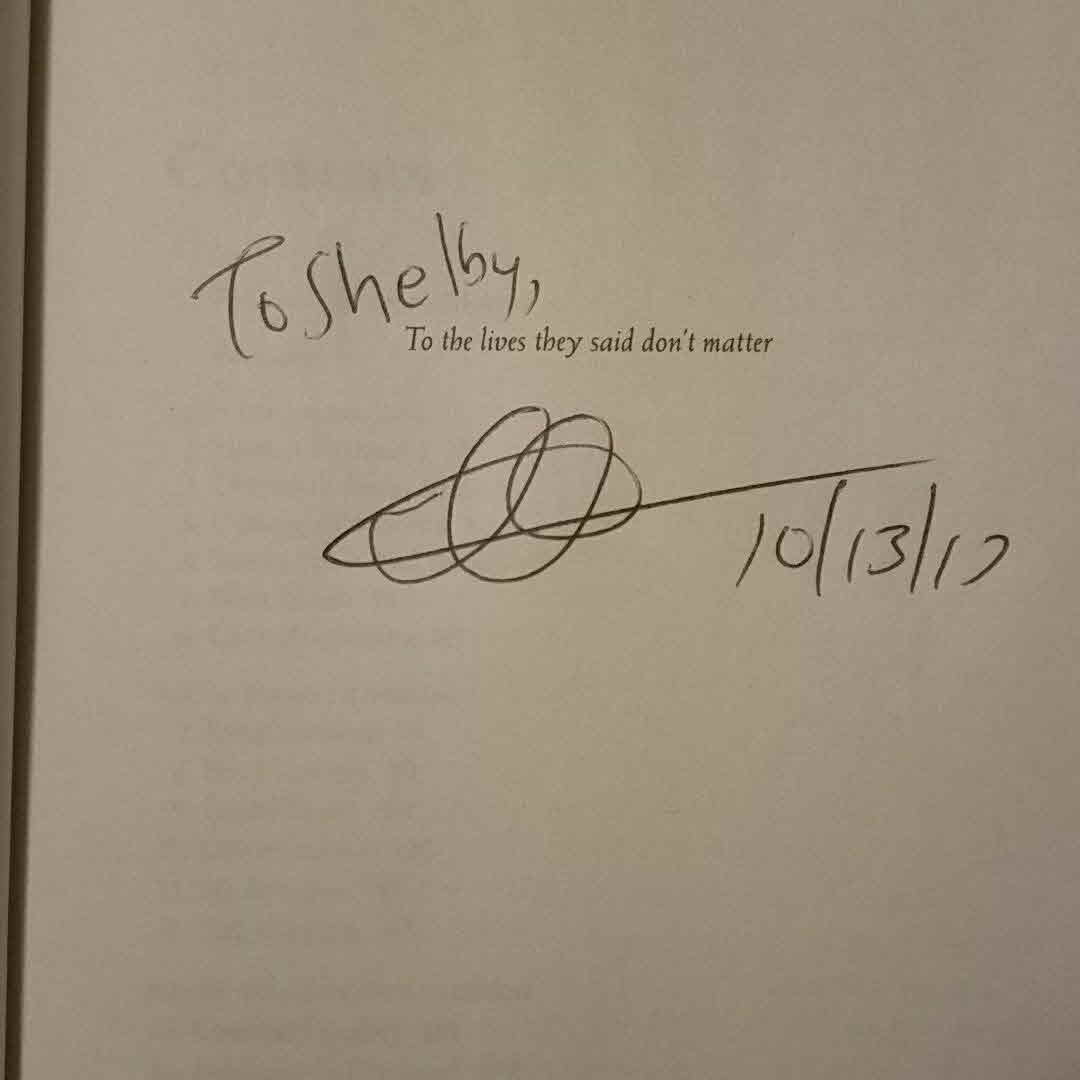 To Shelby,
To the lives they said don't matter
10/13/17